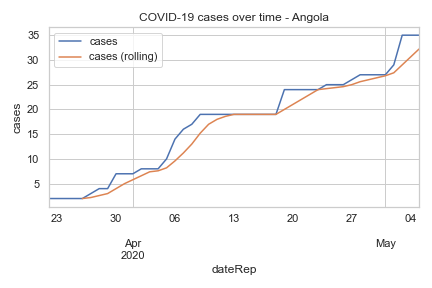 COVID-19 cases over time - Angola
cases
cases (rolling)
cases
35
30
25
20
15
10
5
23 30 06 13 20 27 04
Apr May
2020
dateRep